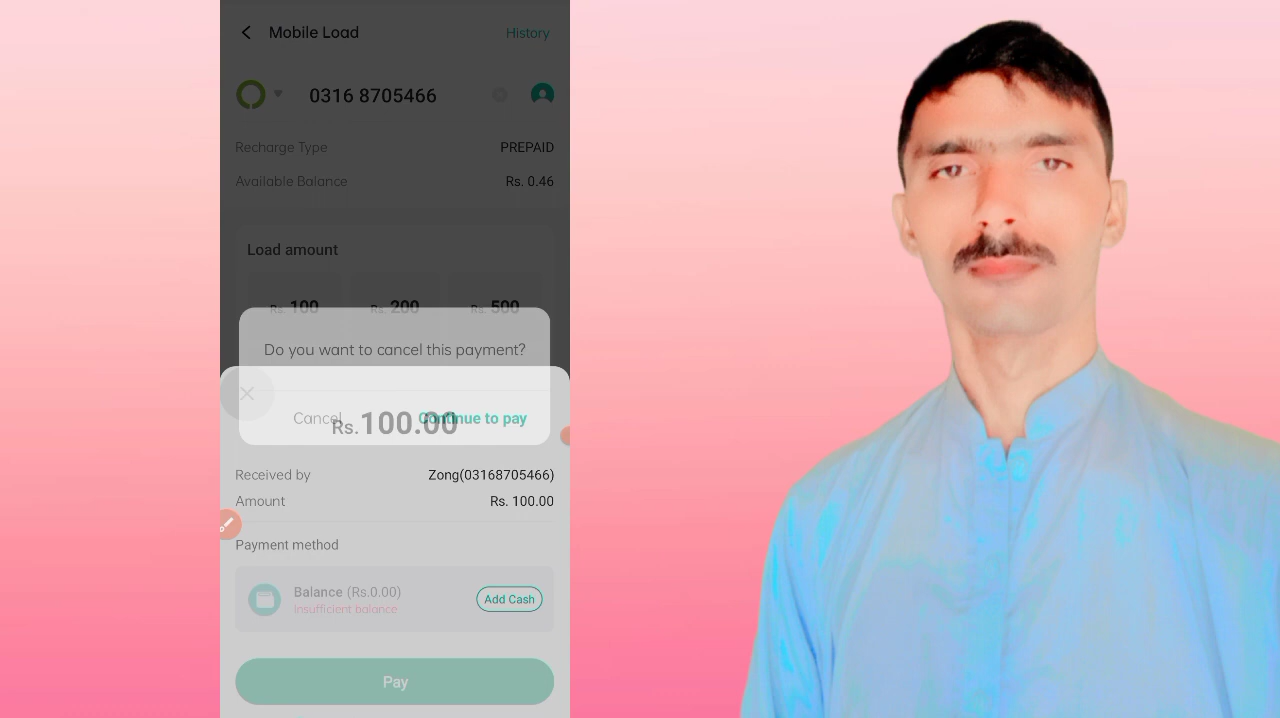 Mobile Load
History
0316 8705466
Recharge Type
PREPAID
Available Balance
Rs. 0.46
Load amount
Rs. 100
Rs. 200
Rs. 500
Do you want to cancel this payment?
Cancel
Continue to pay
Rs.100.00
Received by
Zong(03168705466)
Amount
Rs. 100.00
Payment method
Balance (Rs.0.00)
Insufficient balance
Add Cash
Pay